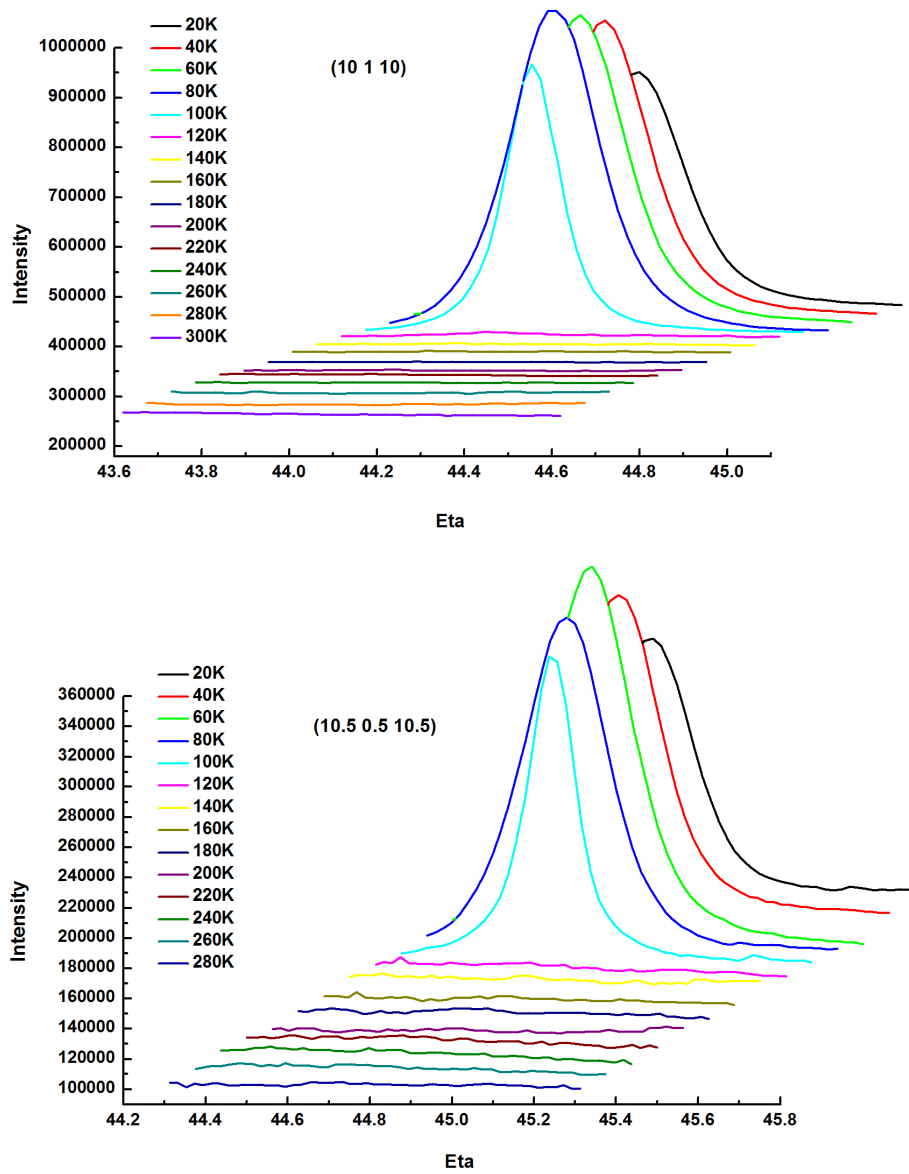 20K
40K
60K
80K
100K
120K
140K
160K
180K
200K
220K
240K
260K
280K
300K
(10 1 10)
Intensity
1000000
900000
800000
700000
600000
500000
400000
300000
200000
43.6 43.8 44.0 44.2 44.4 44.6 44.8 45.0
Eta
20K
40K
60K
80K
100K
120K
140K
160K
180K
200K
220K
240K
260K
280K
(10.5 0.5 10.5)
Intensity
360000
340000
320000
300000
280000
260000
240000
220000
200000
180000
160000
140000
120000
100000
44.2 44.4 44.6 44.8 45.0 45.2 45.4 45.6 45.8
Eta